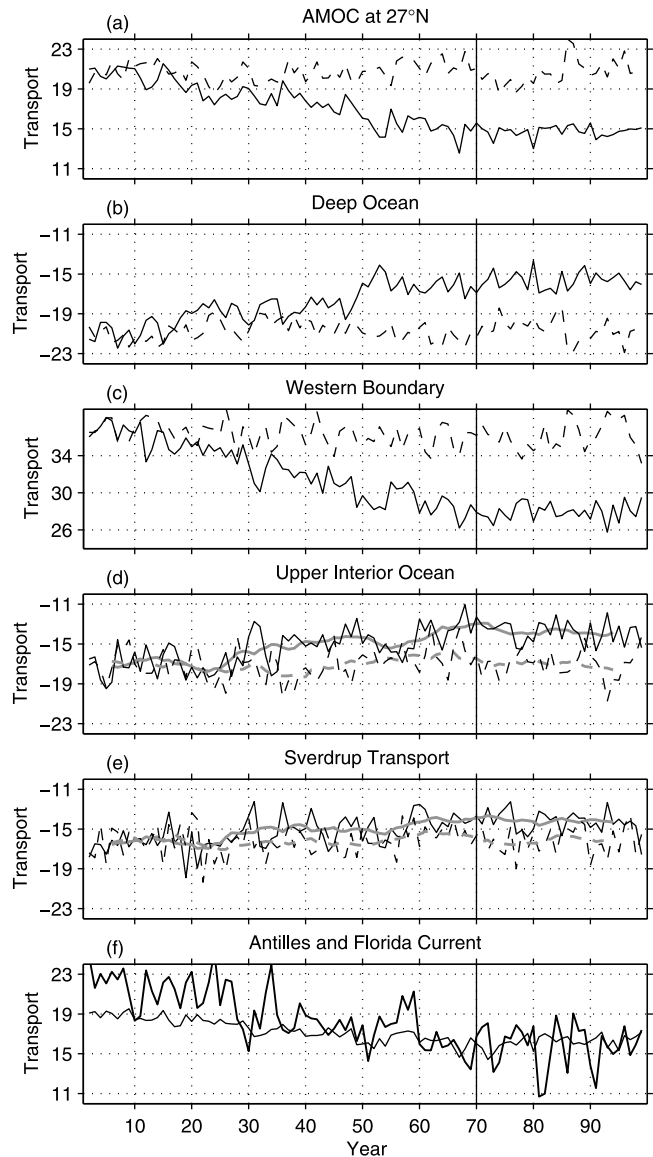 (a) AMOC at 27°N
23
19
15
11
Transport
(b) Deep Ocean
−11
−15
−19
−23
Transport
(c) Western Boundary
34
30
26
Transport
(d) Upper Interior Ocean
−11
−15
−19
−23
Transport
(e) Sverdrup Transport
−11
−15
−19
−23
Transport
(f) Antilles and Florida Current
23
19
15
11
Transport
10 20 30 40 50 60 70 80 90
Year